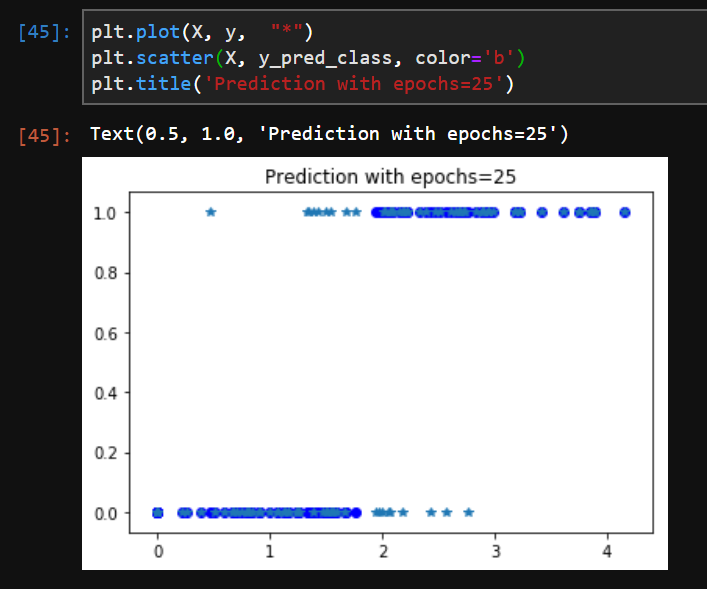 [45]: plt.plot(X, y,  "*")
plt.scatter(X, y_pred_class, color='b')
plt.title('Prediction with epochs=25')
[45]: Text(0.5, 1.0, 'Prediction with epochs=25')
Prediction with epochs=25
1.0
0.8
0.6
0.4
0.2
0.0
0 1 2 3 4